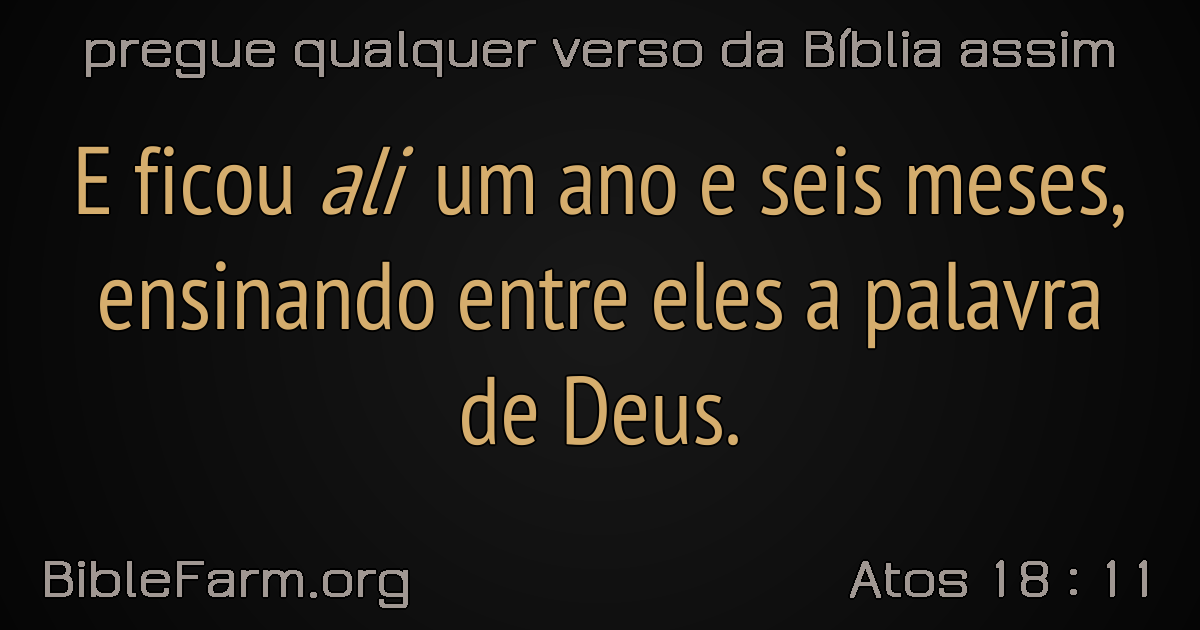 pregue qualquer verso da Bíblia assim
E ficou ali um ano e seis meses,
ensinando entre eles a palavra
de Deus.
BibleFarm.org
Atos 18 : 11